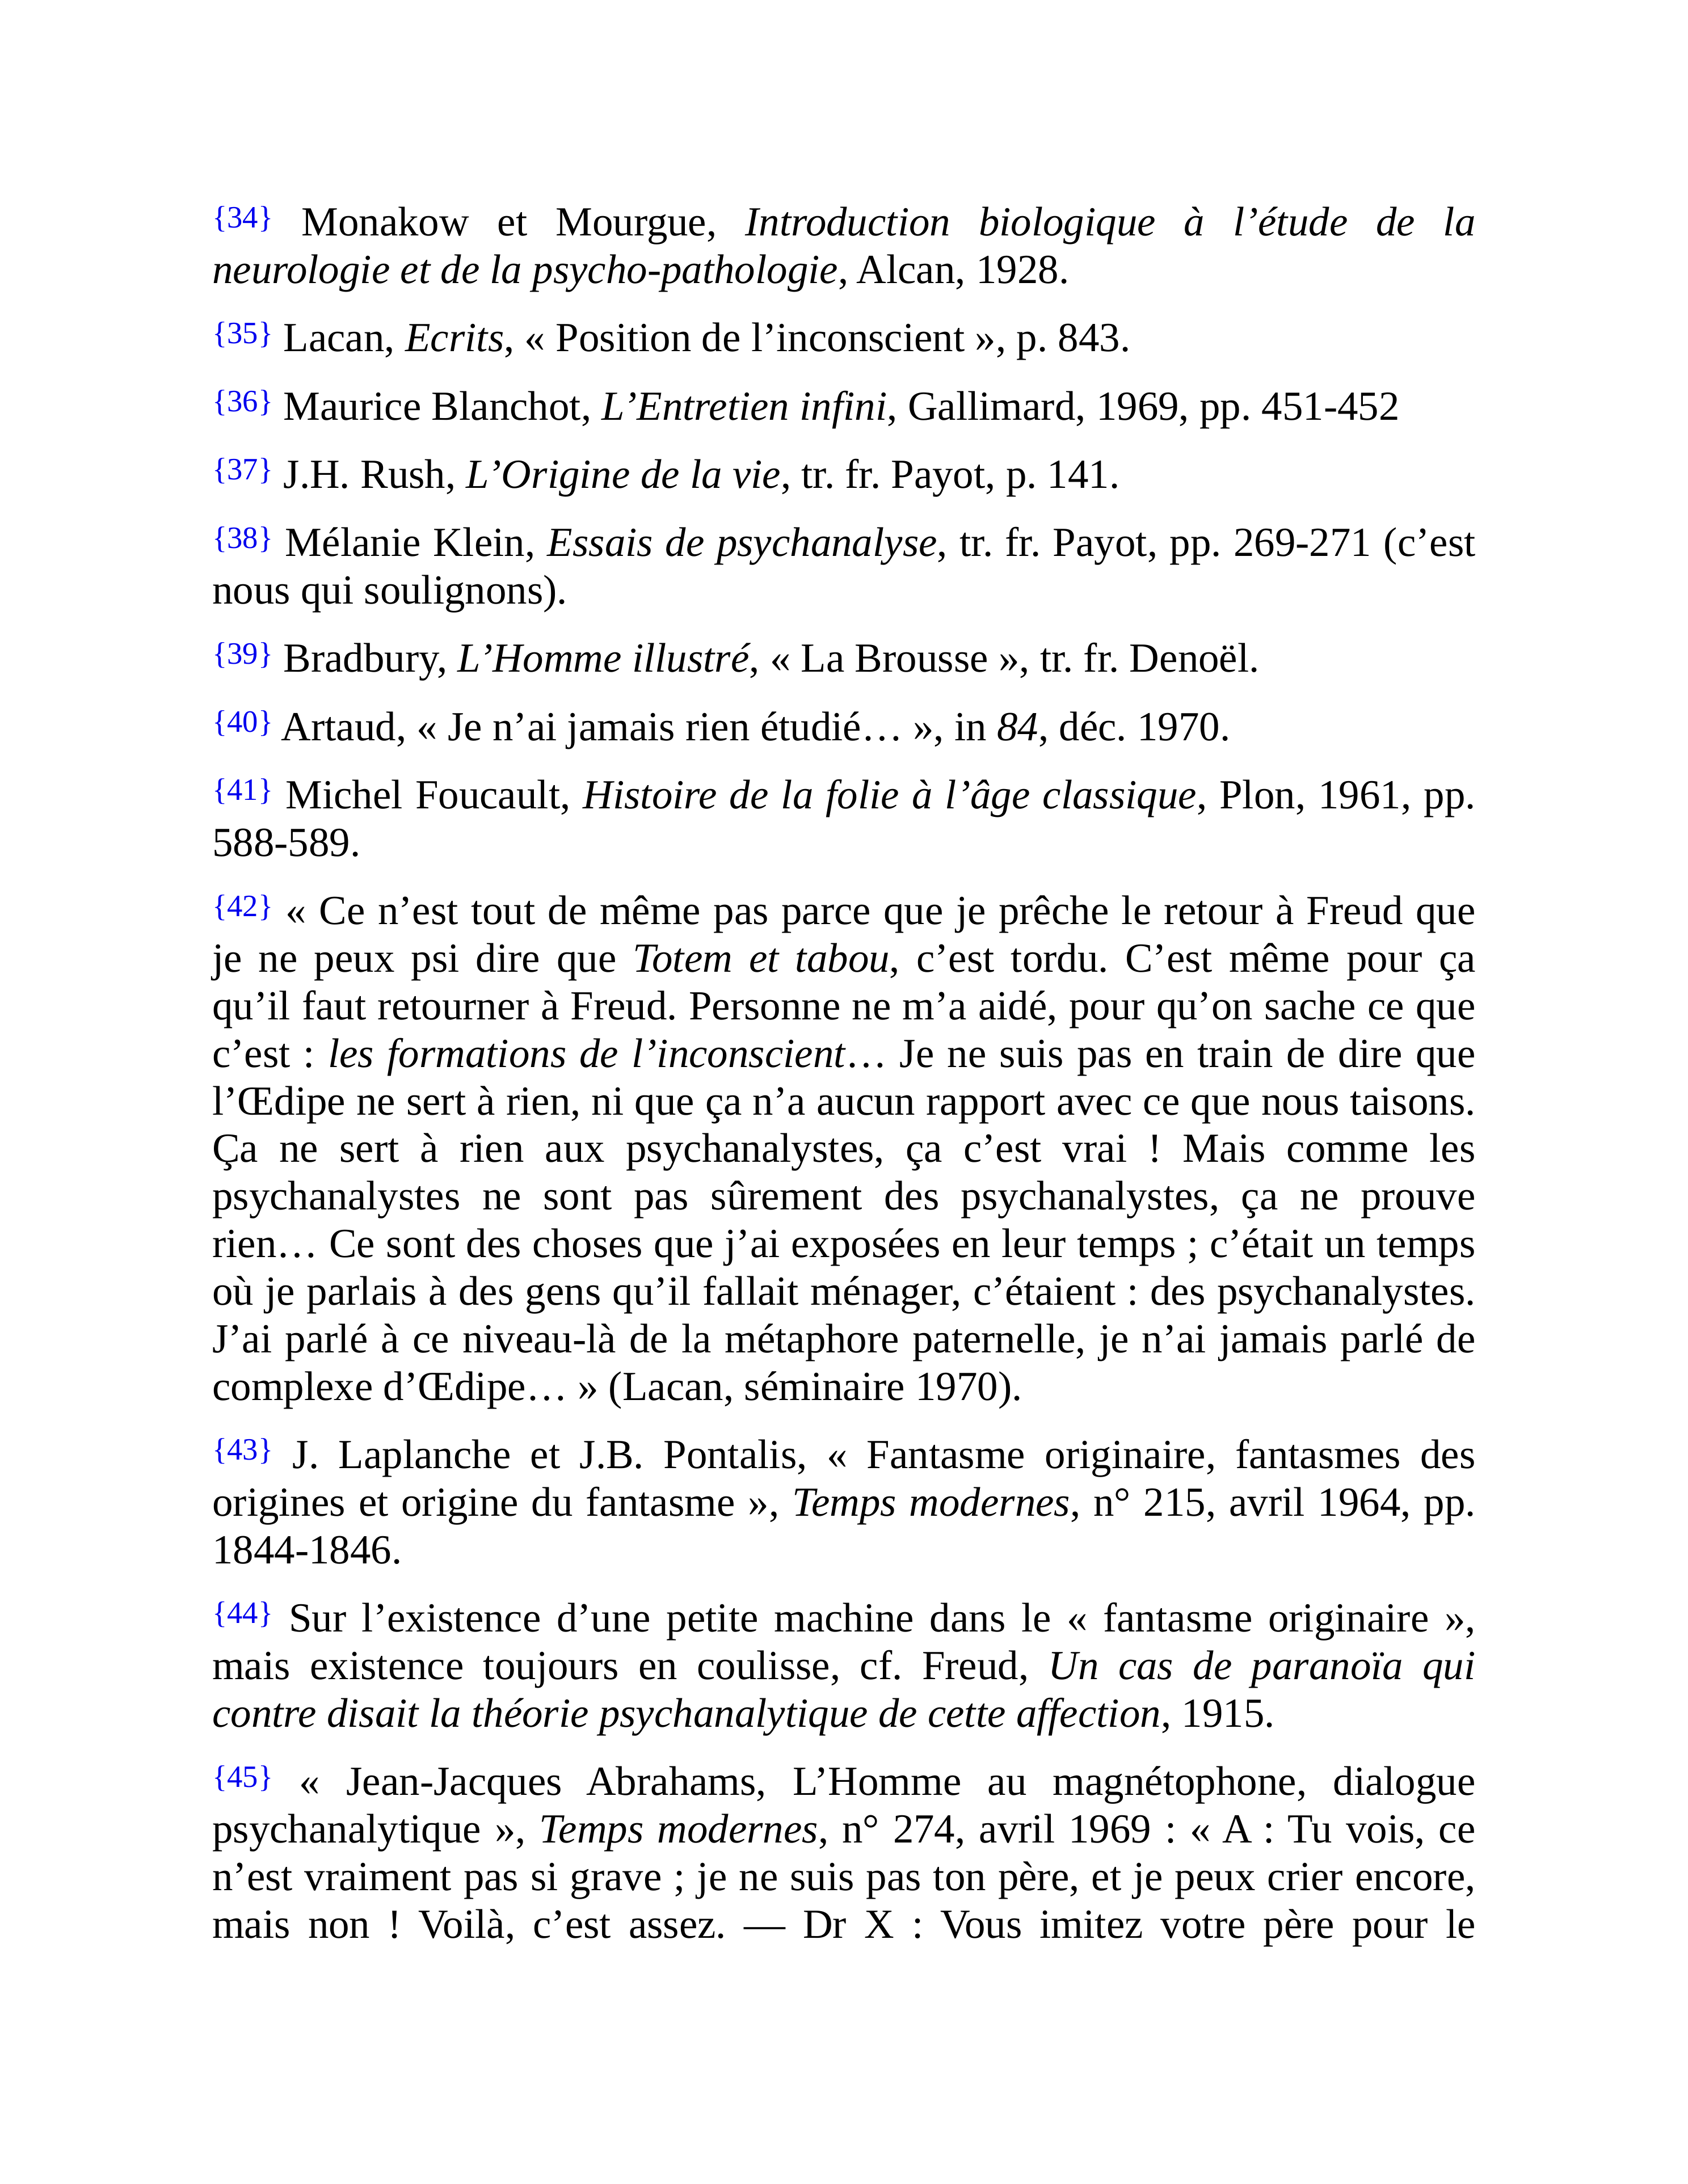 {34} Monakow et Mourgue, Introduction biologique à l’étude de la
neurologie et de la psycho-pathologie, Alcan, 1928.
{35} Lacan, Ecrits, « Position de l’inconscient », p. 843.
{36} Maurice Blanchot, L’Entretien infini, Gallimard, 1969, pp. 451-452
{37} J.H. Rush, L’Origine de la vie, tr. fr. Payot, p. 141.
{38} Mélanie Klein, Essais de psychanalyse, tr. fr. Payot, pp. 269-271 (c’est
nous qui soulignons).
{39} Bradbury, L’Homme illustré, « La Brousse », tr. fr. Denoël.
{40} Artaud, « Je n’ai jamais rien étudié… », in 84, déc. 1970.
{41} Michel Foucault, Histoire de la folie à l’âge classique, Plon, 1961, pp.
588-589.
{42} « Ce n’est tout de même pas parce que je prêche le retour à Freud que
je ne peux psi dire que Totem et tabou, c’est tordu. C’est même pour ça
qu’il faut retourner à Freud. Personne ne m’a aidé, pour qu’on sache ce que
c’est : les formations de l’inconscient… Je ne suis pas en train de dire que
l’Œdipe ne sert à rien, ni que ça n’a aucun rapport avec ce que nous taisons.
Ça ne sert à rien aux psychanalystes, ça c’est vrai ! Mais comme les
psychanalystes ne sont pas sûrement des psychanalystes, ça ne prouve
rien… Ce sont des choses que j’ai exposées en leur temps ; c’était un temps
où je parlais à des gens qu’il fallait ménager, c’étaient : des psychanalystes.
J’ai parlé à ce niveau-là de la métaphore paternelle, je n’ai jamais parlé de
complexe d’Œdipe… » (Lacan, séminaire 1970).
{43} J. Laplanche et J.B. Pontalis, « Fantasme originaire, fantasmes des
origines et origine du fantasme », Temps modernes, n° 215, avril 1964, pp.
1844-1846.
{44} Sur l’existence d’une petite machine dans le « fantasme originaire »,
mais existence toujours en coulisse, cf. Freud, Un cas de paranoïa qui
contre disait la théorie psychanalytique de cette affection, 1915.
{45} « Jean-Jacques Abrahams, L’Homme au magnétophone, dialogue
psychanalytique », Temps modernes, n° 274, avril 1969 : « A : Tu vois, ce
n’est vraiment pas si grave ; je ne suis pas ton père, et je peux crier encore,
mais non ! Voilà, c’est assez. — Dr X : Vous imitez votre père pour le